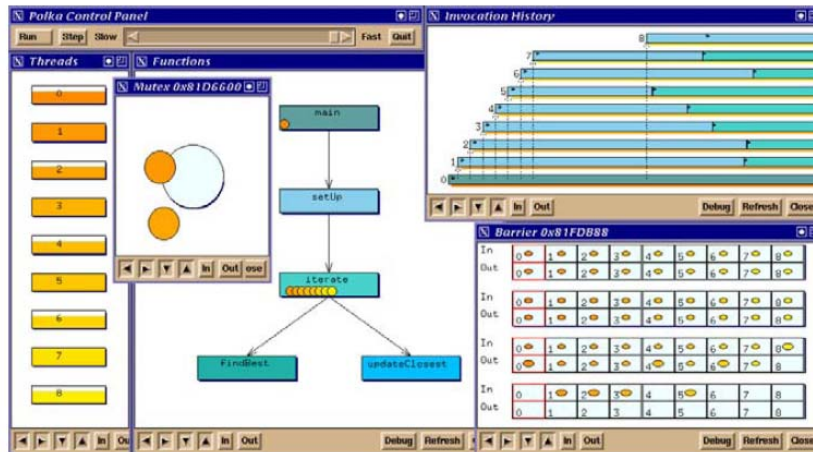 Polka Control Panel
Run Step Slow Fast Quit
Threads
0
1
2
3
4
5
6
7
8
In Ou
Functions
main
setUp
iterate
findBest
updateClosest
In Out Debug Refresh
Mutex 0x81D6600
In Out ose
Invocation History
8
7
6
5
4
3
2
1
0
In Out Debug Refresh Close
Barrier 0x81FDB88
In 0 1 2 3 4 5 6 7 8
Out 0 1 2 3 4 5 6 7 8
In 0 1 2 3 4 5 6 7 8
Out 0 1 2 3 4 5 6 7 8
In 0 1 2 3 4 5 6 7 8
Out 0 1 2 3 4 5 6 7 8
In 0 1 2 3 4 5 6 7 8
Out 0 1 2 3 4 5 6 7 8
In Out Debug Refresh Close